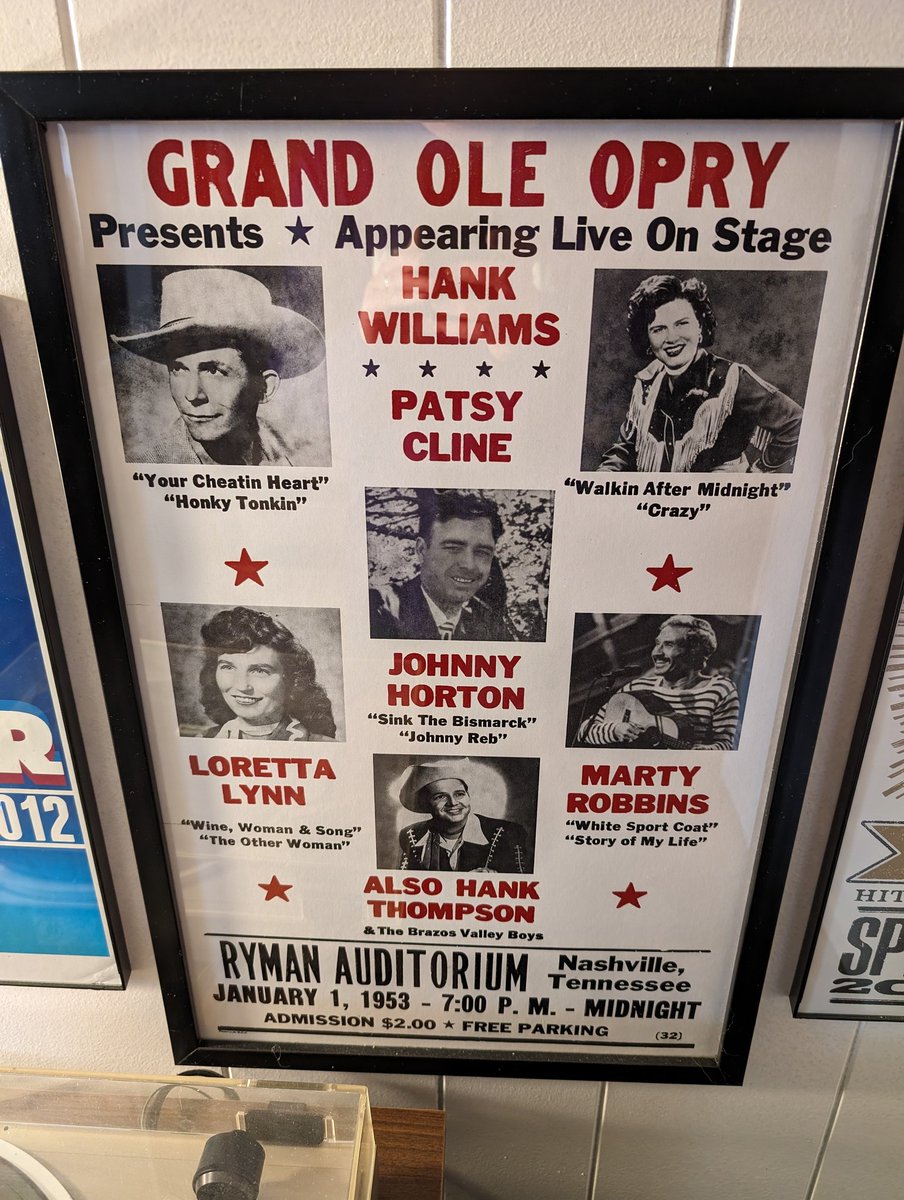 GRAND OLE OPRY
Presents ★ Appearing Live On Stage
HANK
WILLIAMS
★ ★ ★ ★
PATSY
CLINE
"Your Cheatin Heart"
"Honky Tonkin"
"Walkin After Midnight"
"Crazy"
JOHNNY
HORTON
"Sink The Bismarck"
"Johnny Reb"
LORETTA
LYNN
"Wine, Woman & Song"
"The Other Woman"
MARTY
ROBBINS
"White Sport Coat"
"Story of My Life"
ALSO HANK
THOMPSON
& The Brazos Valley Boys
RYMAN AUDITORIUM
Nashville,
Tennessee
JANUARY 1, 1953 - 7:00 P. M. - MIDNIGHT
ADMISSION $2.00 ★ FREE PARKING
(32)
R
012
HIT
SP
20